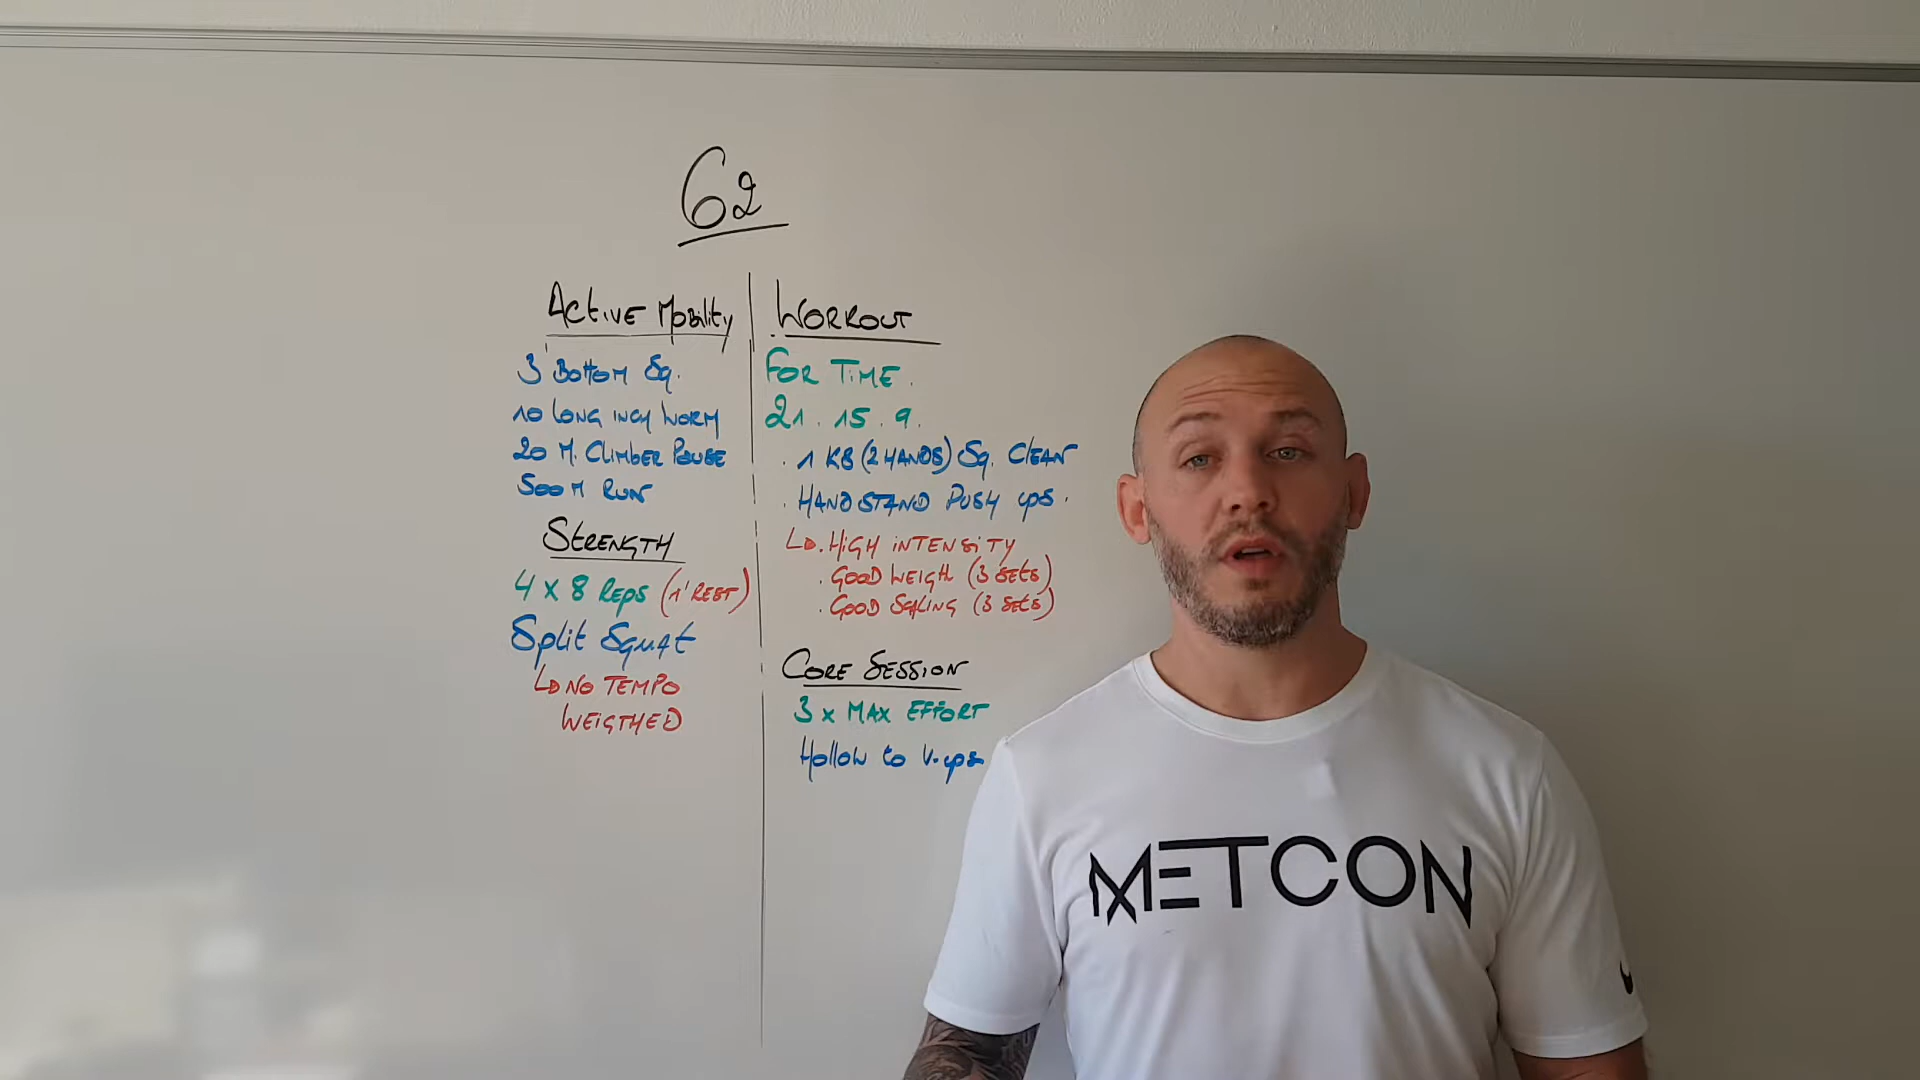 62
ACTIVE MOBILITY
3' BOTTOM SQ.
10 LONG INCH WORM
20 M. CLIMBER PAUSE
500 M RUN
STRENGTH
4 X 8 REPS (1' REST)
SPLIT SQUAT
NO TEMPO
WEIGTHED
WORKOUT
FOR TIME.
21. 15. 9.
. 1 KB (2 HANDS) SQ. CLEAN
. HANDSTAND PUSH UPS.
. HIGH INTENSITY
. GOOD WEIGH (3 SETS)
. GOOD SCALING (3 SETS)
CORE SESSION
3 X MAX EFFORT
HOLLOW TO V-UPS
METCON